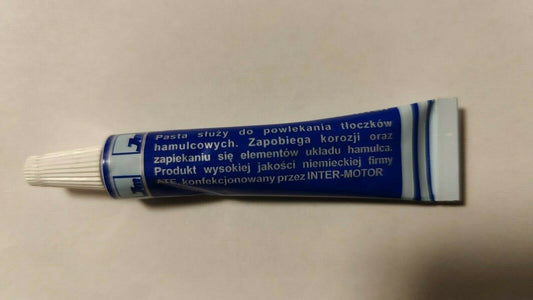 Pasta służy do powlekania tłoczków
hamulcowych. Zapobiega korozji oraz
zapiekaniu się elementów układu hamulca.
Produkt wysokiej jakości niemieckiej firmy
ATE, konfekcjonowany przez INTER-MOTOR